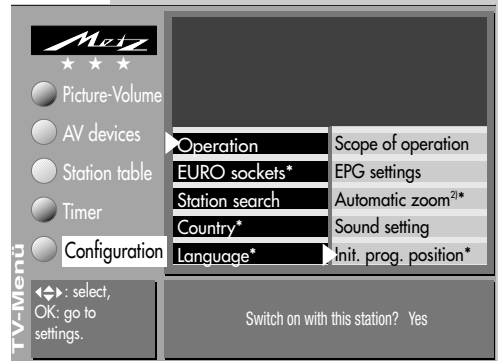 Metz
Picture-Volume
AV devices
Station table
Timer
Configuration
Operation
EURO sockets*
Station search
Country*
Language*
Scope of operation
EPG settings
Automatic zoom2)*
Sound setting
Init. prog. position*
TV-Menü
: select,
OK: go to
settings.
Switch on with this station? Yes